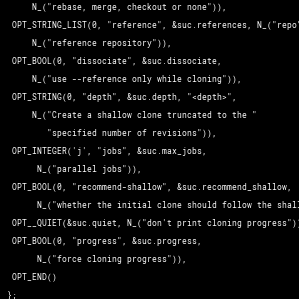 N_("rebase, merge, checkout or none")),
OPT_STRING_LIST(0, "reference", &suc.references, N_("repo"
N_("reference repository")),
OPT_BOOL(0, "dissociate", &suc.dissociate,
N_("use --reference only while cloning")),
OPT_STRING(0, "depth", &suc.depth, "<depth>",
N_("Create a shallow clone truncated to the "
"specified number of revisions")),
OPT_INTEGER('j', "jobs", &suc.max_jobs,
N_("parallel jobs")),
OPT_BOOL(0, "recommend-shallow", &suc.recommend_shallow,
N_("whether the initial clone should follow the shal
OPT__QUIET(&suc.quiet, N_("don't print cloning progress")
OPT_BOOL(0, "progress", &suc.progress,
N_("force cloning progress")),
OPT_END()
};